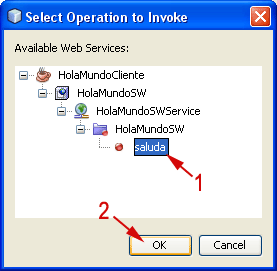 Select Operation to Invoke
Available Web Services:
HolaMundoCliente
HolaMundoSW
HolaMundoSWService
HolaMundoSW
saluda
1
2
OK Cancel